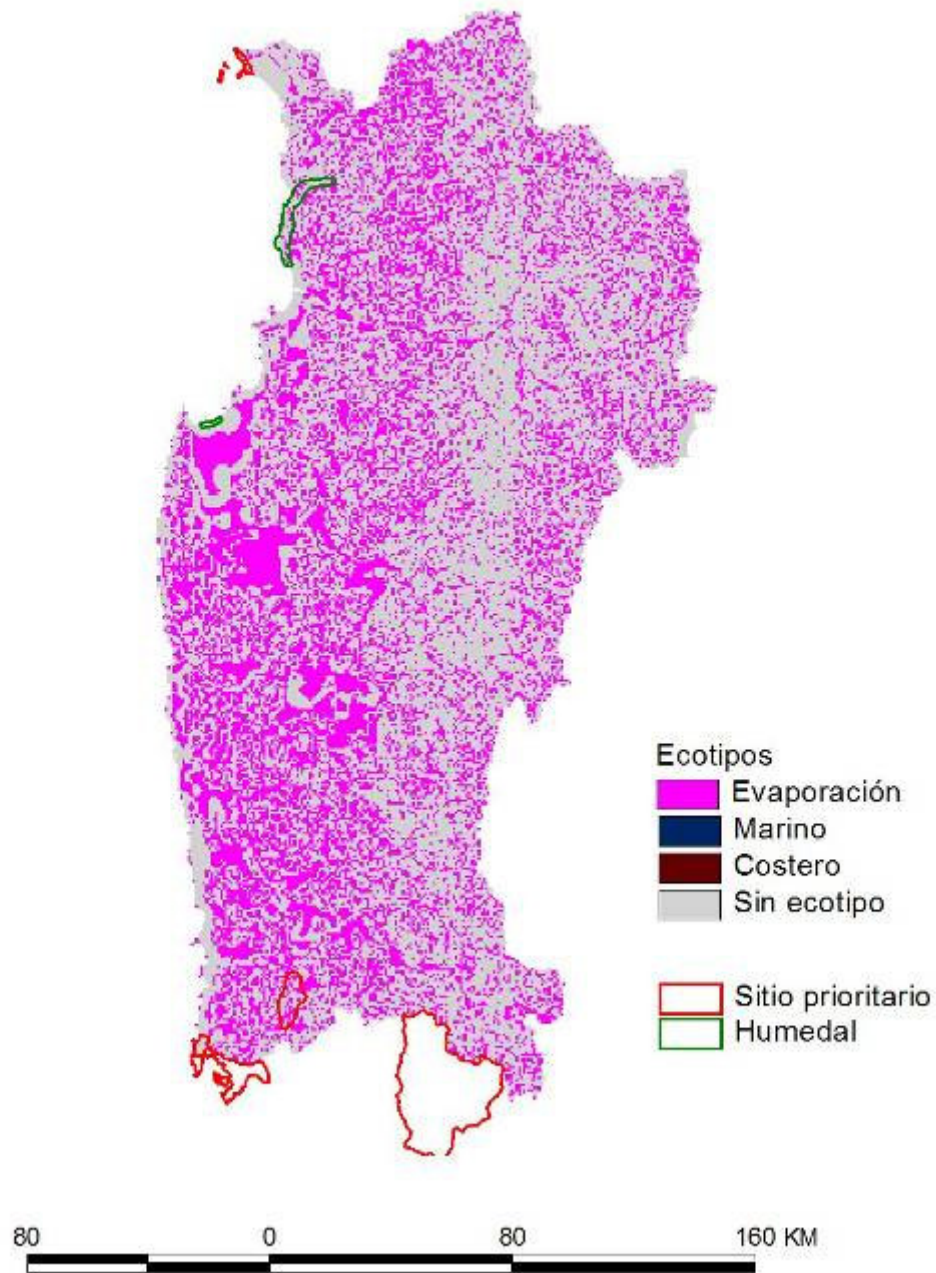 Ecotipos
Evaporación
Marino
Costero
Sin ecotipo
Sitio prioritario
Humedal
80 0 80 160 KM